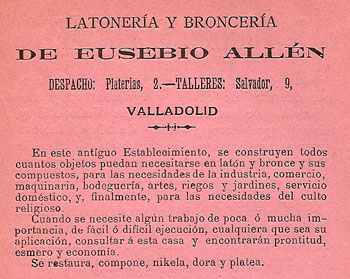 LATONERÍA Y BRONCERÍA
DE EUSEBIO ALLÉN
DESPACHO: Platerías, 2.—TALLERES: Salvador, 9,
VALLADOLID
En este antíguo Establecimiento, se construyen todos
cuantos objetos puedan necesitarse en latón y bronce y sus
compuestos, para las necesidades de la industria, comercio,
maquinaria, bodeguería, artes, riegos y jardines, servicio
doméstico, y, finalmente, para las necesidades del culto
religioso.
Cuando se necesite algún trabajo de poca ó mucha im-
portancia, de fácil ó difícil ejecución, cualquiera que sea su
aplicación, consultar á esta casa y encontrarán prontitud,
esmero y economía.
Se restaura, compone, nikela, dora y platea.